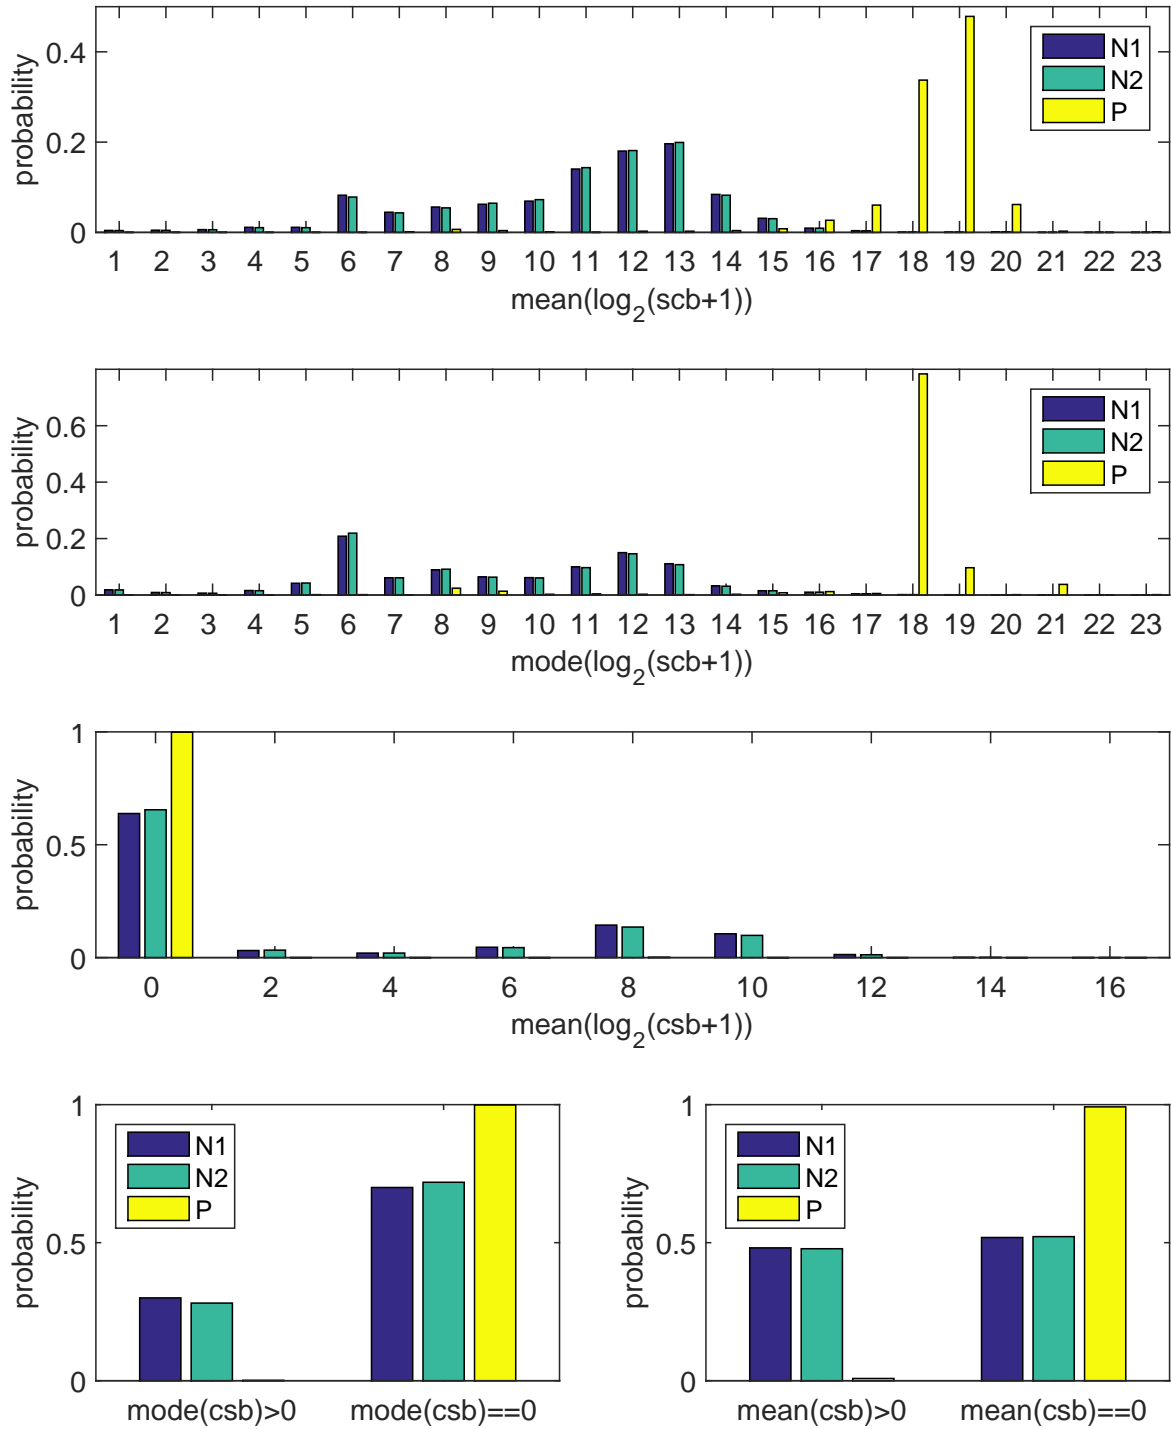 probability
0.4
0.2
0
N1
N2
P
1 2 3 4 5 6 7 8 9 10 11 12 13 14 15 16 17 18 19 20 21 22 23
mean(log2(scb+1))
probability
0.6
0.4
0.2
0
N1
N2
P
1 2 3 4 5 6 7 8 9 10 11 12 13 14 15 16 17 18 19 20 21 22 23
mode(log2(scb+1))
probability
1
0.5
0
0 2 4 6 8 10 12 14 16
mean(log2(csb+1))
probability
1
0.5
0
N1
N2
P
mode(csb)>0 mode(csb)==0
probability
1
0.5
0
N1
N2
P
mean(csb)>0 mean(csb)==0